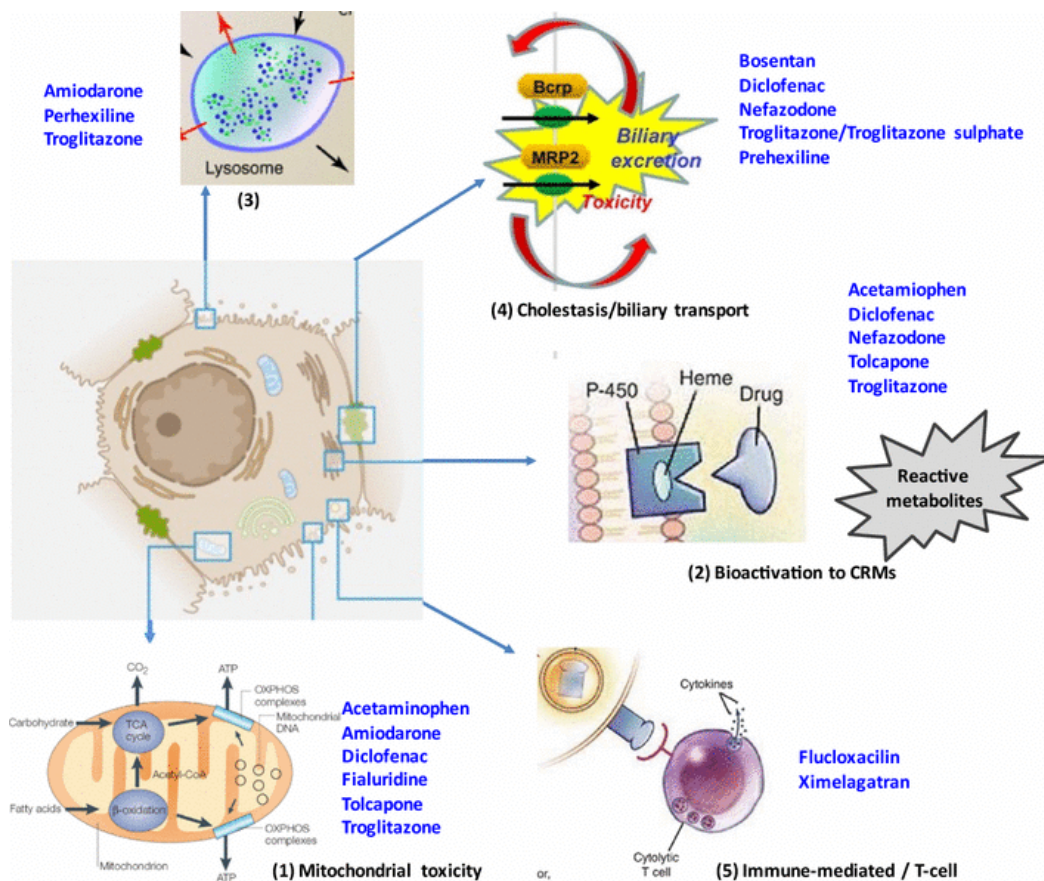 Amiodarone
Perhexiline
Troglitazone
Lysosome
(3)
Bcrp
MRP2
Biliary
excretion
Toxicity
Bosentan
Diclofenac
Nefazodone
Troglitazone/Troglitazone sulphate
Prehexiline
(4) Cholestasis/biliary transport
Acetamiophen
Diclofenac
Nefazodone
Tolcapone
Troglitazone
P-450
Heme
Drug
Reactive
metabolites
(2) Bioactivation to CRMs
CO2
ATP
OXPHOS
complexes
Mitochondrial
DNA
Carbohydrate
TCA
cycle
Acetyl-CoA
Fatty acids
β-oxidation
OXPHOS
complexes
Mitochondrion
ATP
Acetaminophen
Amiodarone
Diclofenac
Fialuridine
Tolcapone
Troglitazone
(1) Mitochondrial toxicity
Cytokines
Cytolytic
T cell
or,
Flucloxacilin
Ximelagatran
(5) Immune-mediated / T-cell